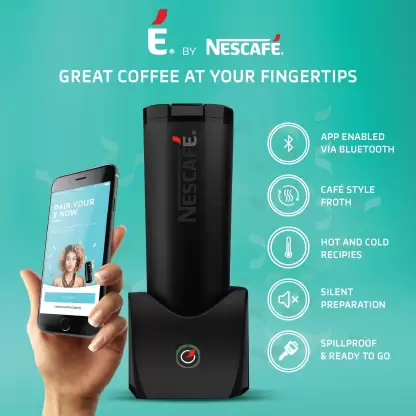 É. BY NESCAFÉ.
GREAT COFFEE AT YOUR FINGERTIPS
NESCAFÉ.
PAIR YOUR
E NOW
APP ENABLED
VIA BLUETOOTH
CAFÉ STYLE
FROTH
HOT AND COLD
RECIPIES
SILENT
PREPARATION
SPILLPROOF
& READY TO GO